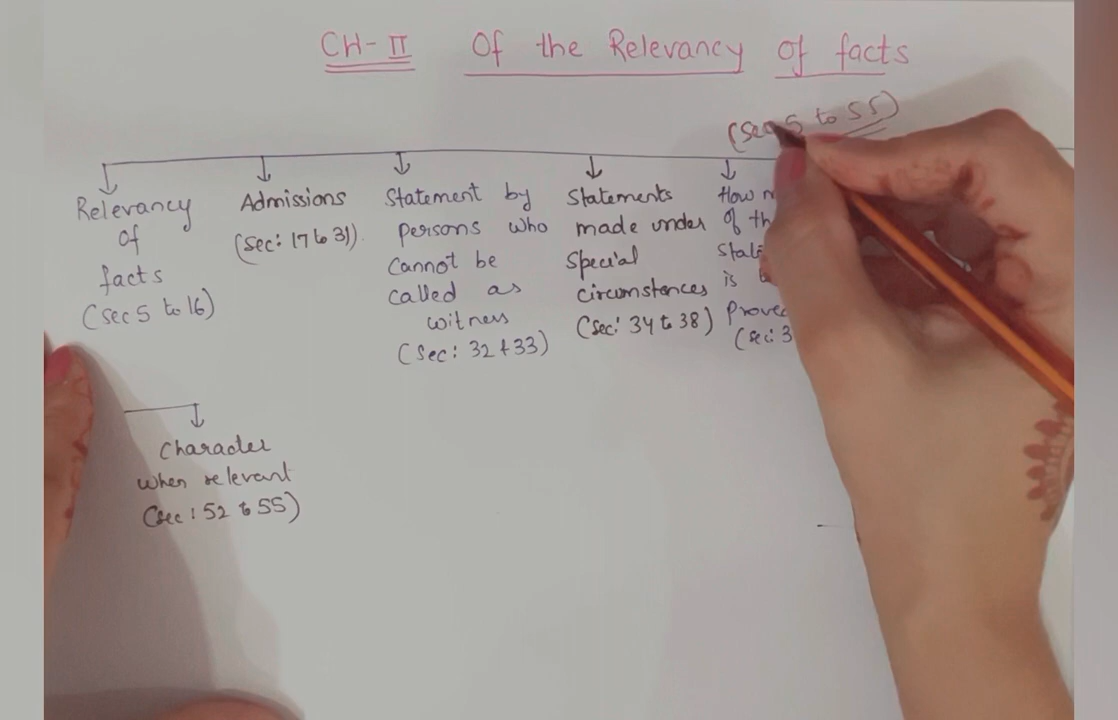 CH-II Of the Relevancy of facts
(Sec 5 to 55)
Relevancy
Of
facts
(Sec 5 to 16)
Admissions
(Sec: 17 to 31).
Statement by
persons who
Cannot be
called as
witness
(Sec: 32 + 33)
Statements
made under
Special
circumstances
(Sec: 34 to 38)
How
of
is
Character
when relevant
(Sec: 52 to 55)